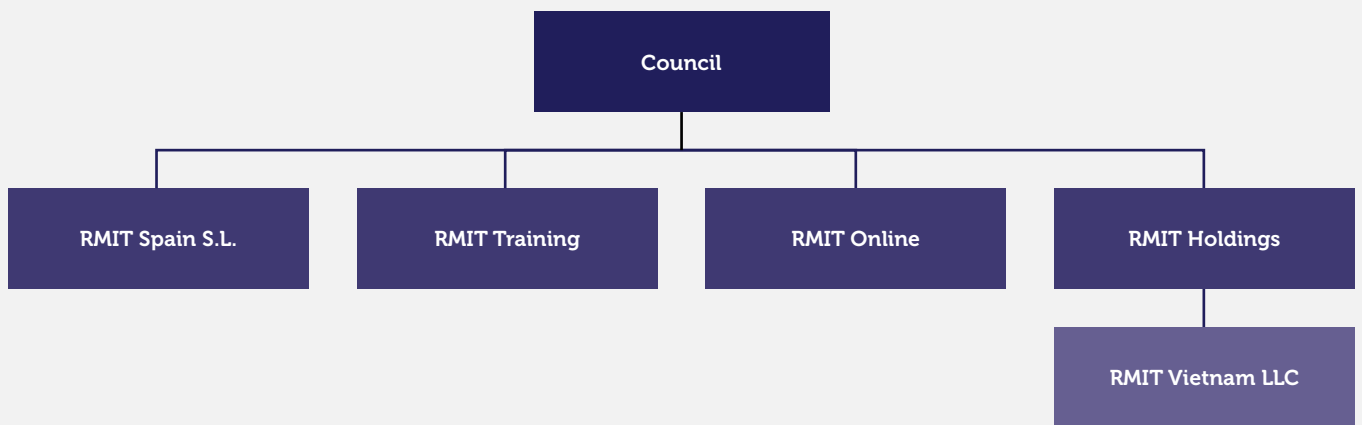 Council
RMIT Spain S.L.
RMIT Training
RMIT Online
RMIT Holdings
RMIT Vietnam LLC